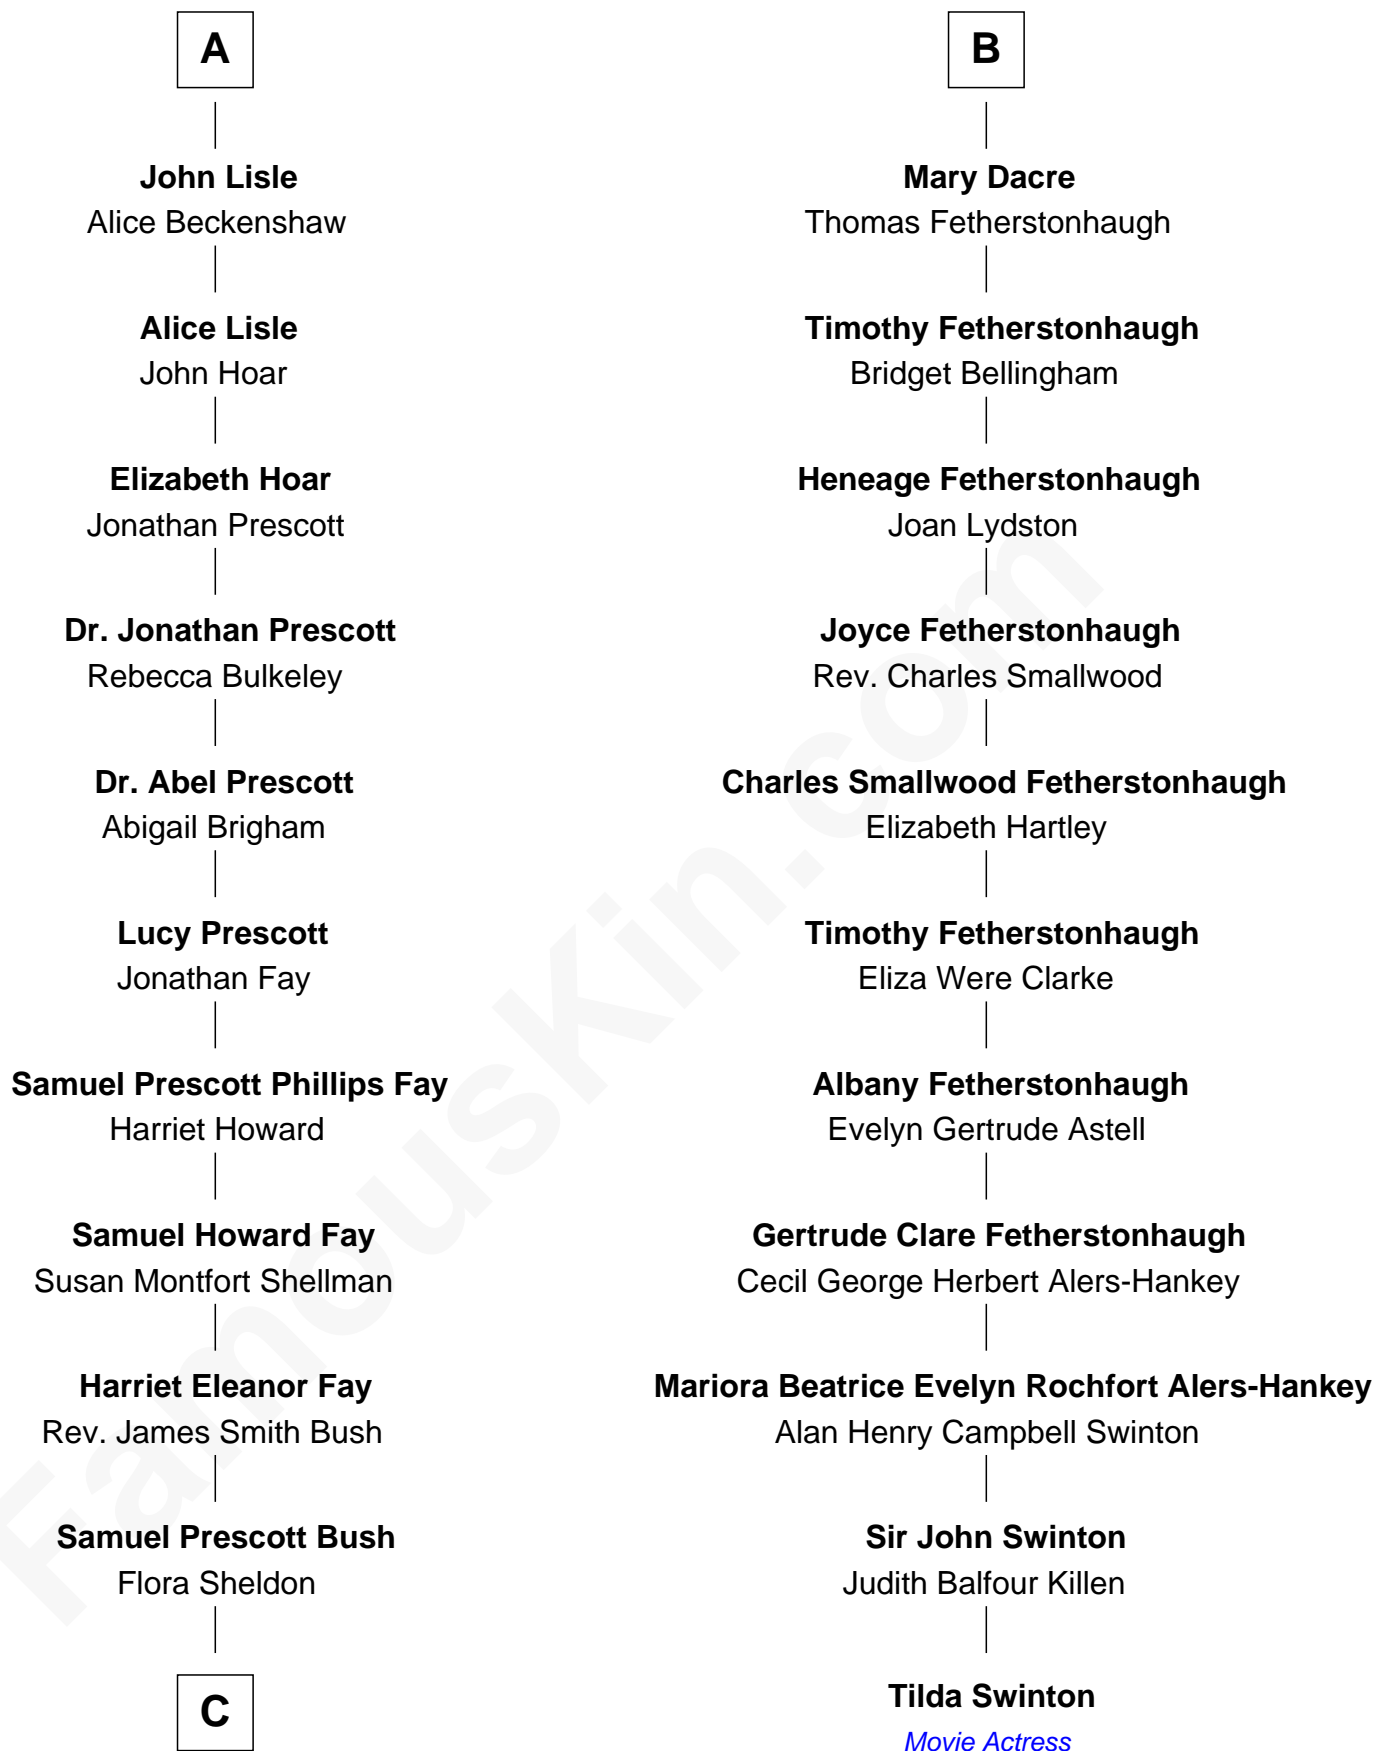 A
John Lisle
Alice Beckenshaw
Alice Lisle
John Hoar
Elizabeth Hoar
Jonathan Prescott
Dr. Jonathan Prescott
Rebecca Bulkeley
Dr. Abel Prescott
Abigail Brigham
Lucy Prescott
Jonathan Fay
Samuel Prescott Phillips Fay
Harriet Howard
Samuel Howard Fay
Susan Montfort Shellman
Harriet Eleanor Fay
Rev. James Smith Bush
Samuel Prescott Bush
Flora Sheldon
C
B
Mary Dacre
Thomas Fetherstonhaugh
Timothy Fetherstonhaugh
Bridget Bellingham
Heneage Fetherstonhaugh
Joan Lydston
Joyce Fetherstonhaugh
Rev. Charles Smallwood
Charles Smallwood Fetherstonhaugh
Elizabeth Hartley
Timothy Fetherstonhaugh
Eliza Were Clarke
Albany Fetherstonhaugh
Evelyn Gertrude Astell
Gertrude Clare Fetherstonhaugh
Cecil George Herbert Alers-Hankey
Mariora Beatrice Evelyn Rochfort Alers-Hankey
Alan Henry Campbell Swinton
Sir John Swinton
Judith Balfour Killen
Tilda Swinton
Movie Actress
FamousKin.com